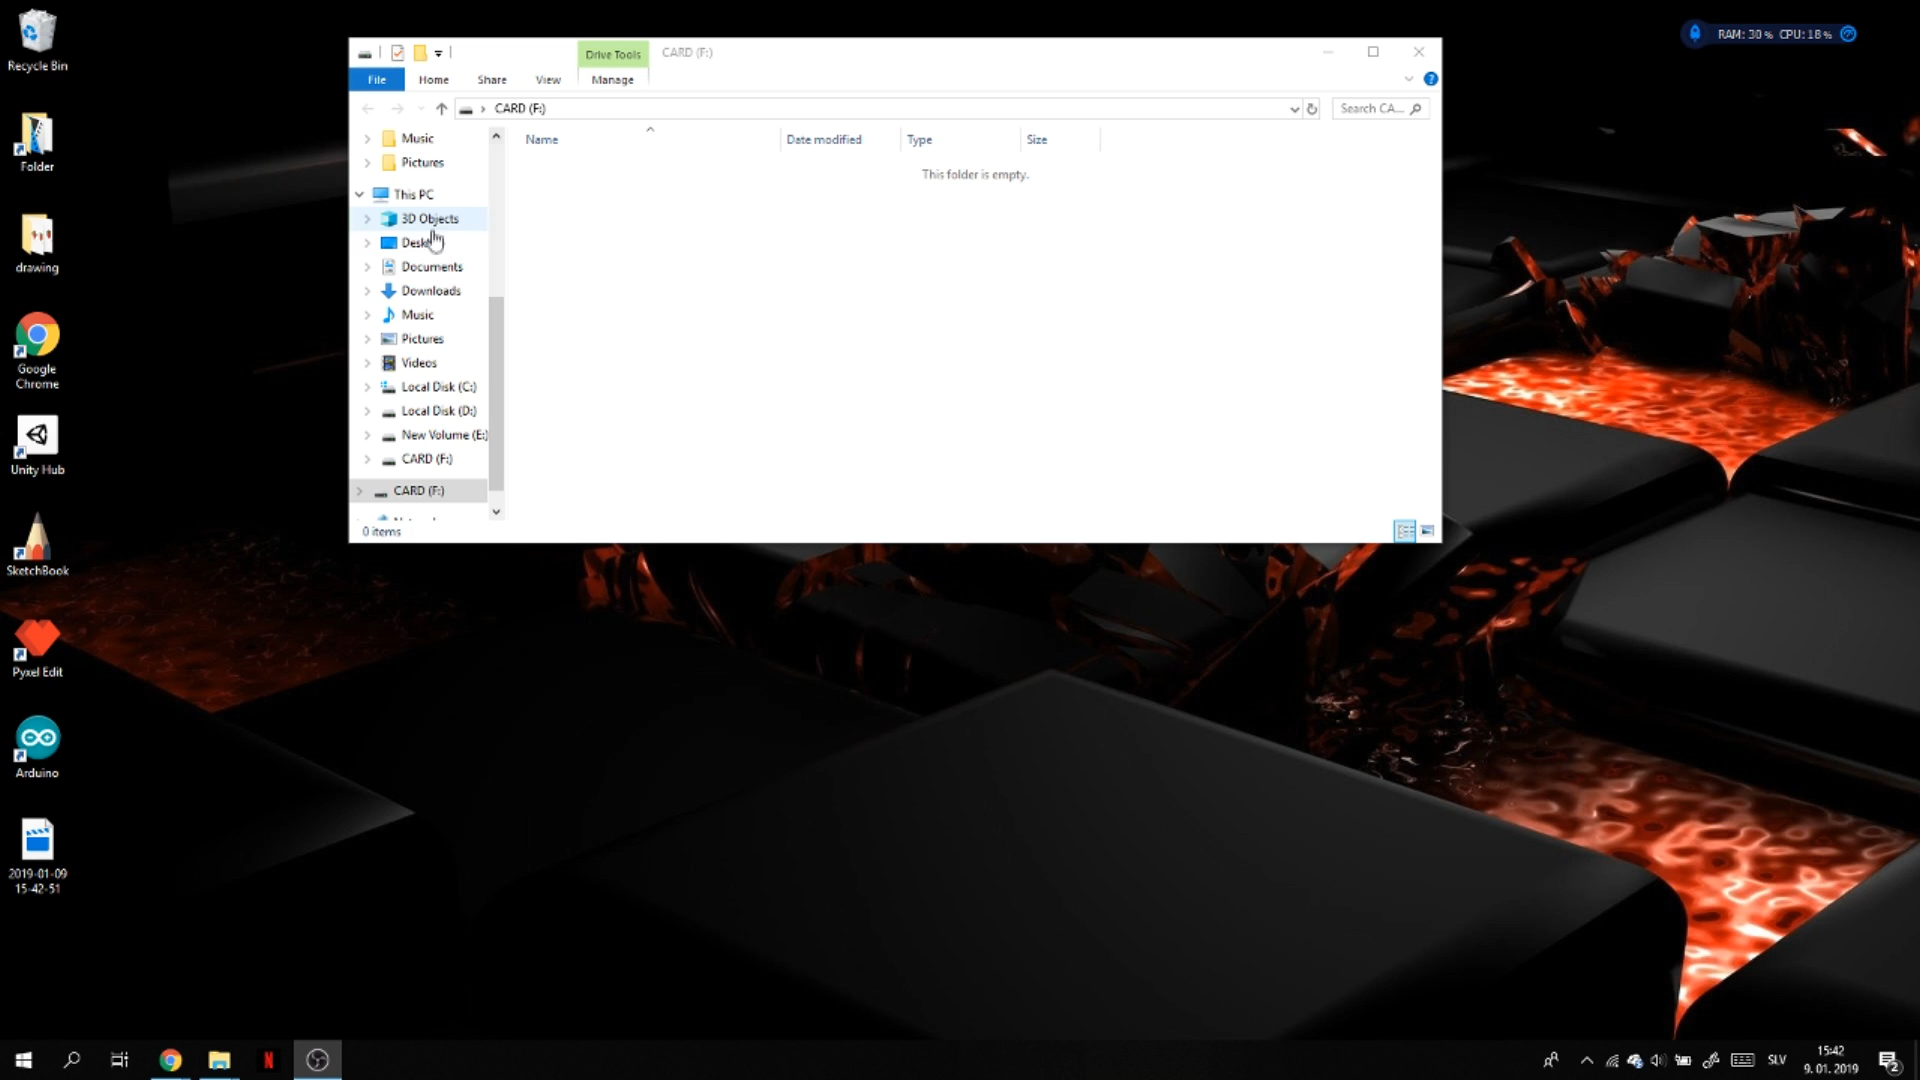 Recycle Bin
Folder
drawing
Google
Chrome
Unity Hub
SketchBook
Pyxel Edit
Arduino
2019-01-09
15-42-51
Drive Tools
CARD (F:)
File
Home
Share
View
Manage
CARD (F:)
Search CA...
Music
Pictures
This PC
3D Objects
Documents
Downloads
Music
Pictures
Videos
Local Disk (C:)
Local Disk (D:)
New Volume (E:)
CARD (F:)
CARD (F:)
0 items
Name
Date modified
Type
Size
This folder is empty.
RAM: 30% CPU: 18%
SLV
15:42
9. 01. 2019
2